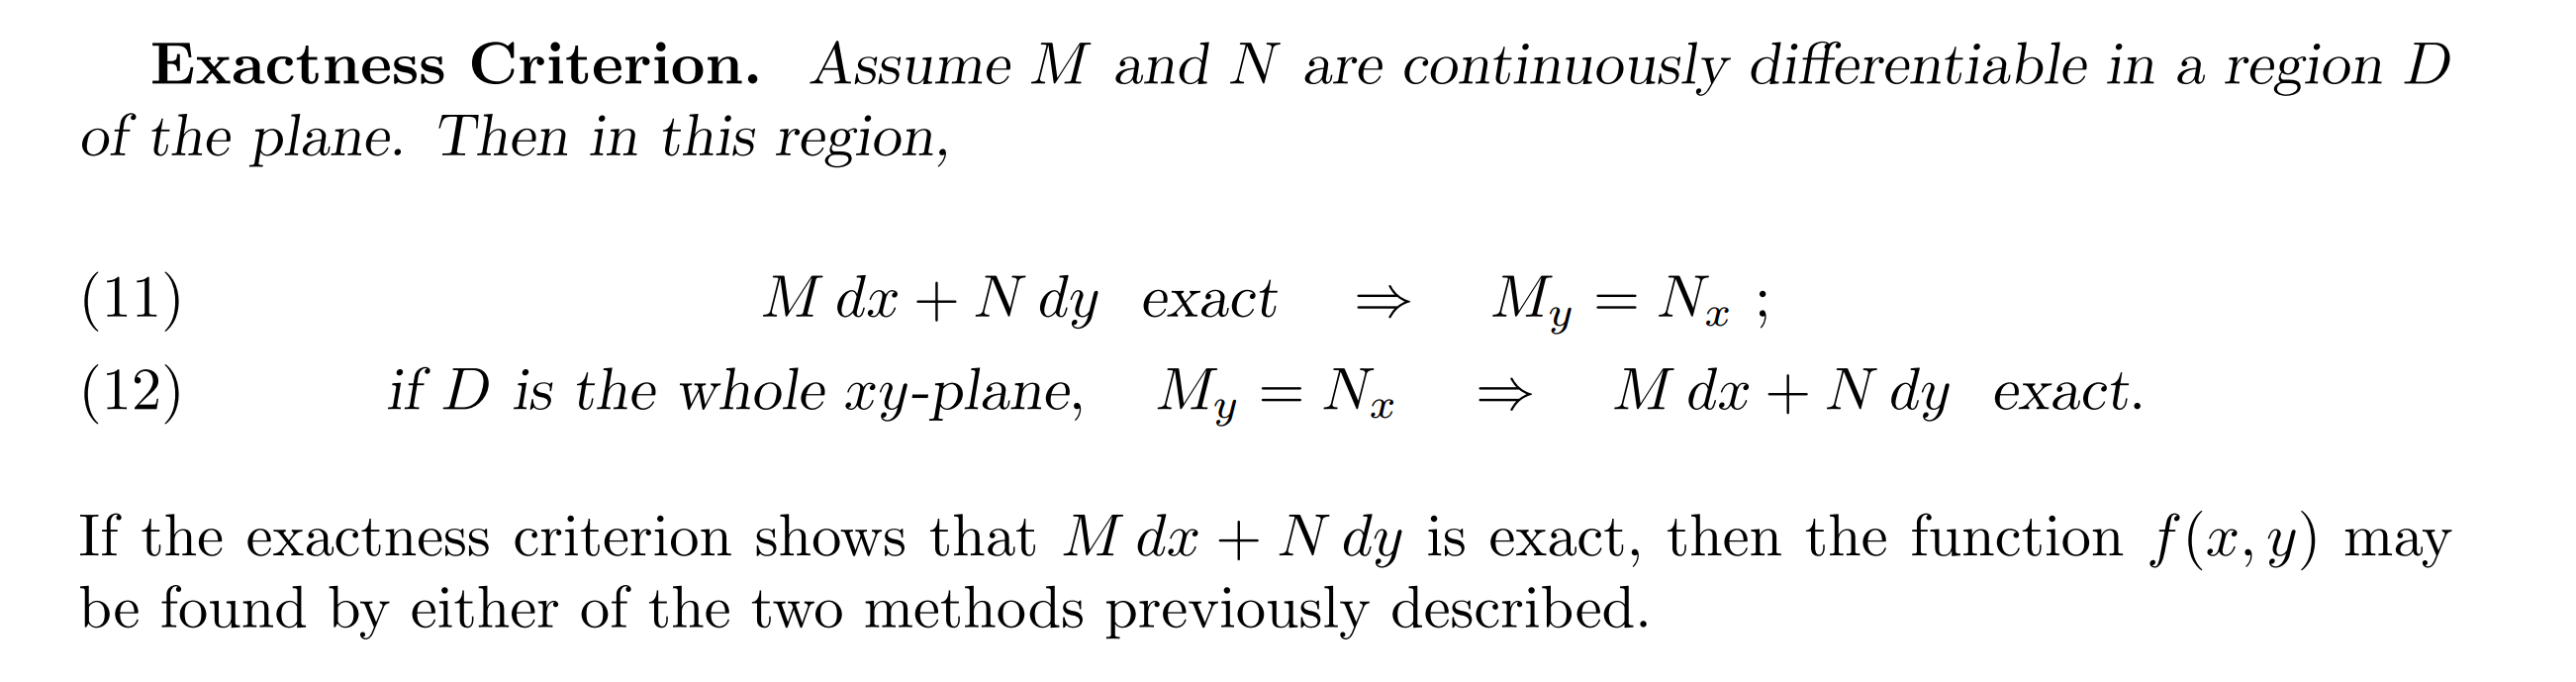 Exactness Criterion. Assume M and N are continuously differentiable in a region D
of the plane. Then in this region,
(11) M dx + N dy exact ⇒ M_y = N_x ;
(12) if D is the whole xy-plane, M_y = N_x ⇒ M dx + N dy exact.
If the exactness criterion shows that M dx + N dy is exact, then the function f(x, y) may
be found by either of the two methods previously described.